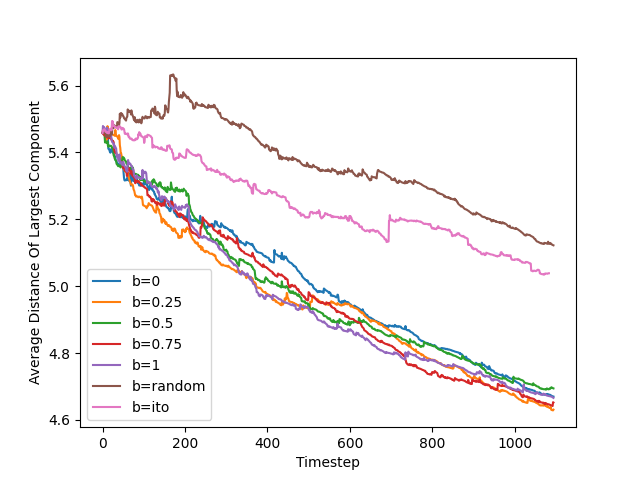 5.6
5.4
5.2
5.0
4.8
4.6
Average Distance Of Largest Component
b=0
b=0.25
b=0.5
b=0.75
b=1
b=random
b=ito
0 200 400 600 800 1000
Timestep